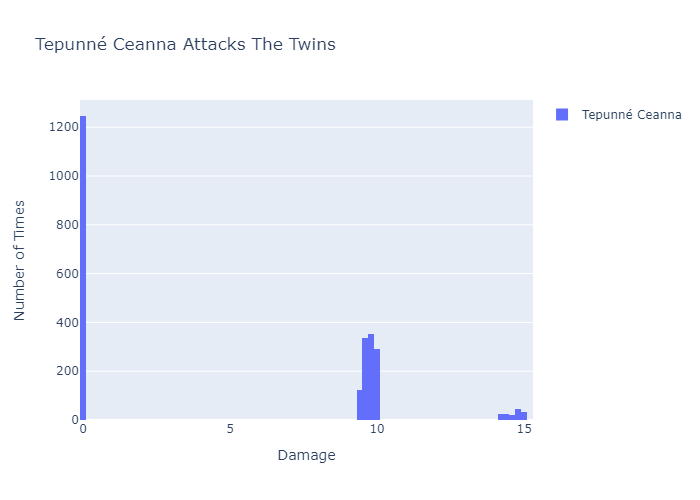 Tepunné Ceanna Attacks The Twins
Tepunné Ceanna
1200
1000
800
600
400
200
0
0 5 10 15
Number of Times
Damage